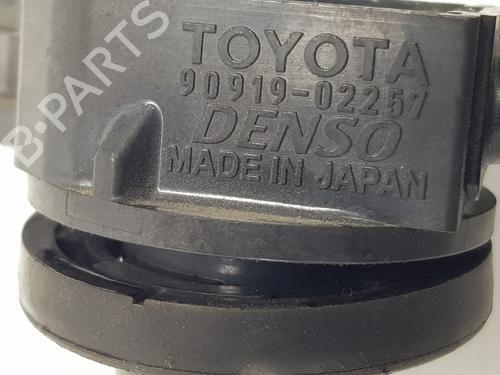 B-PARTS
TOYOTA
90919-02257
DENSO
MADE IN JAPAN